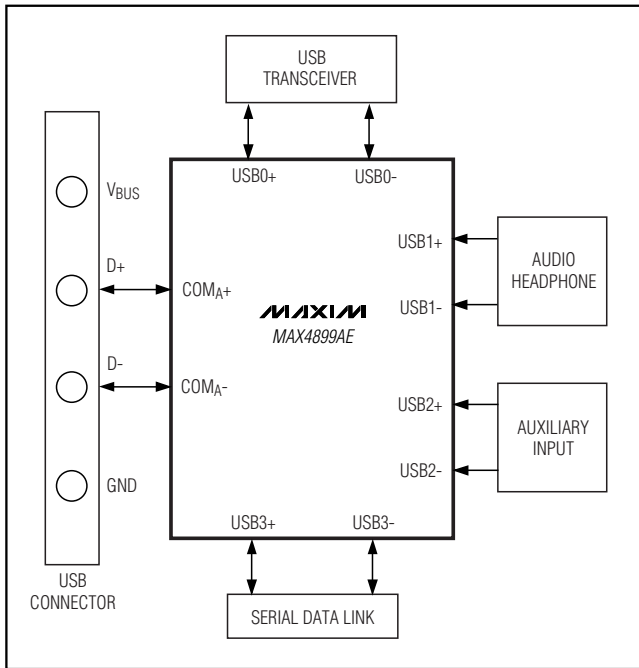 USB
TRANSCEIVER
USB0+
USB0-
VBUS
D+
D-
GND
USB
CONNECTOR
COMA+
COMA-
MAXIM
MAX4899AE
USB1+
USB1-
USB2+
USB2-
AUDIO
HEADPHONE
AUXILIARY
INPUT
USB3+
USB3-
SERIAL DATA LINK